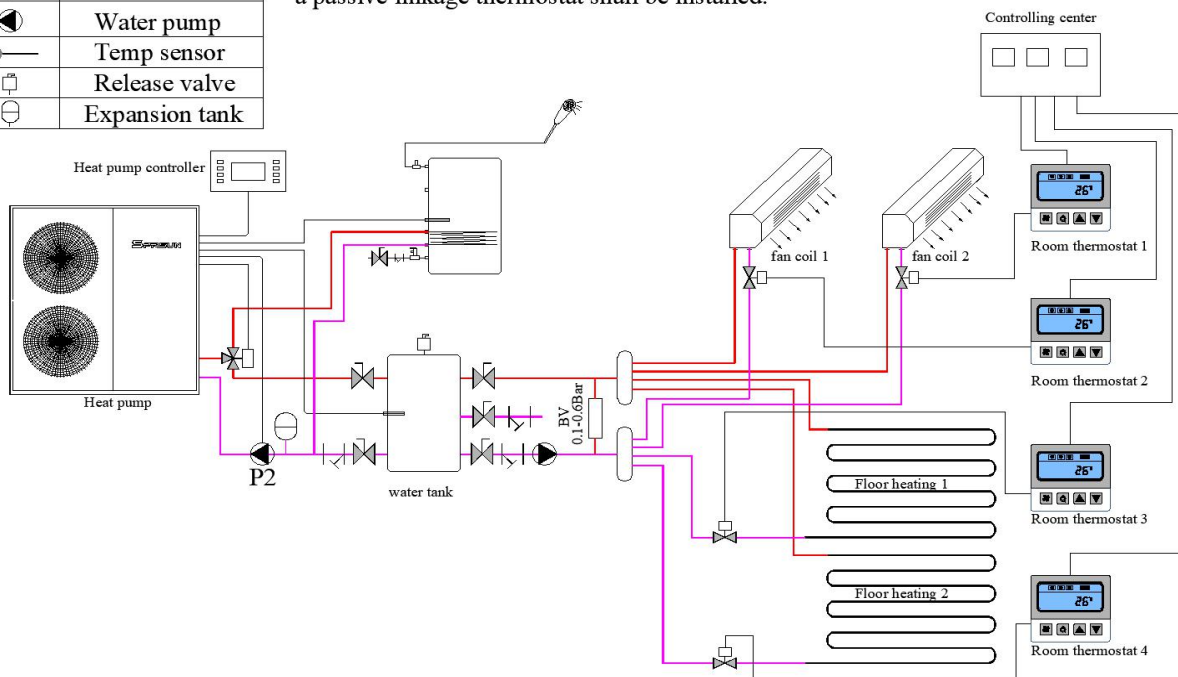 a passive linkage thermostat shall be installed.
Water pump
Temp sensor
Release valve
Expansion tank
Controlling center
Heat pump controller
SPRSUN
26°
Room thermostat 1
fan coil 1
fan coil 2
26°
Room thermostat 2
Heat pump
BV
0.1-0.6Bar
P2
water tank
Floor heating 1
26°
Room thermostat 3
Floor heating 2
26°
Room thermostat 4